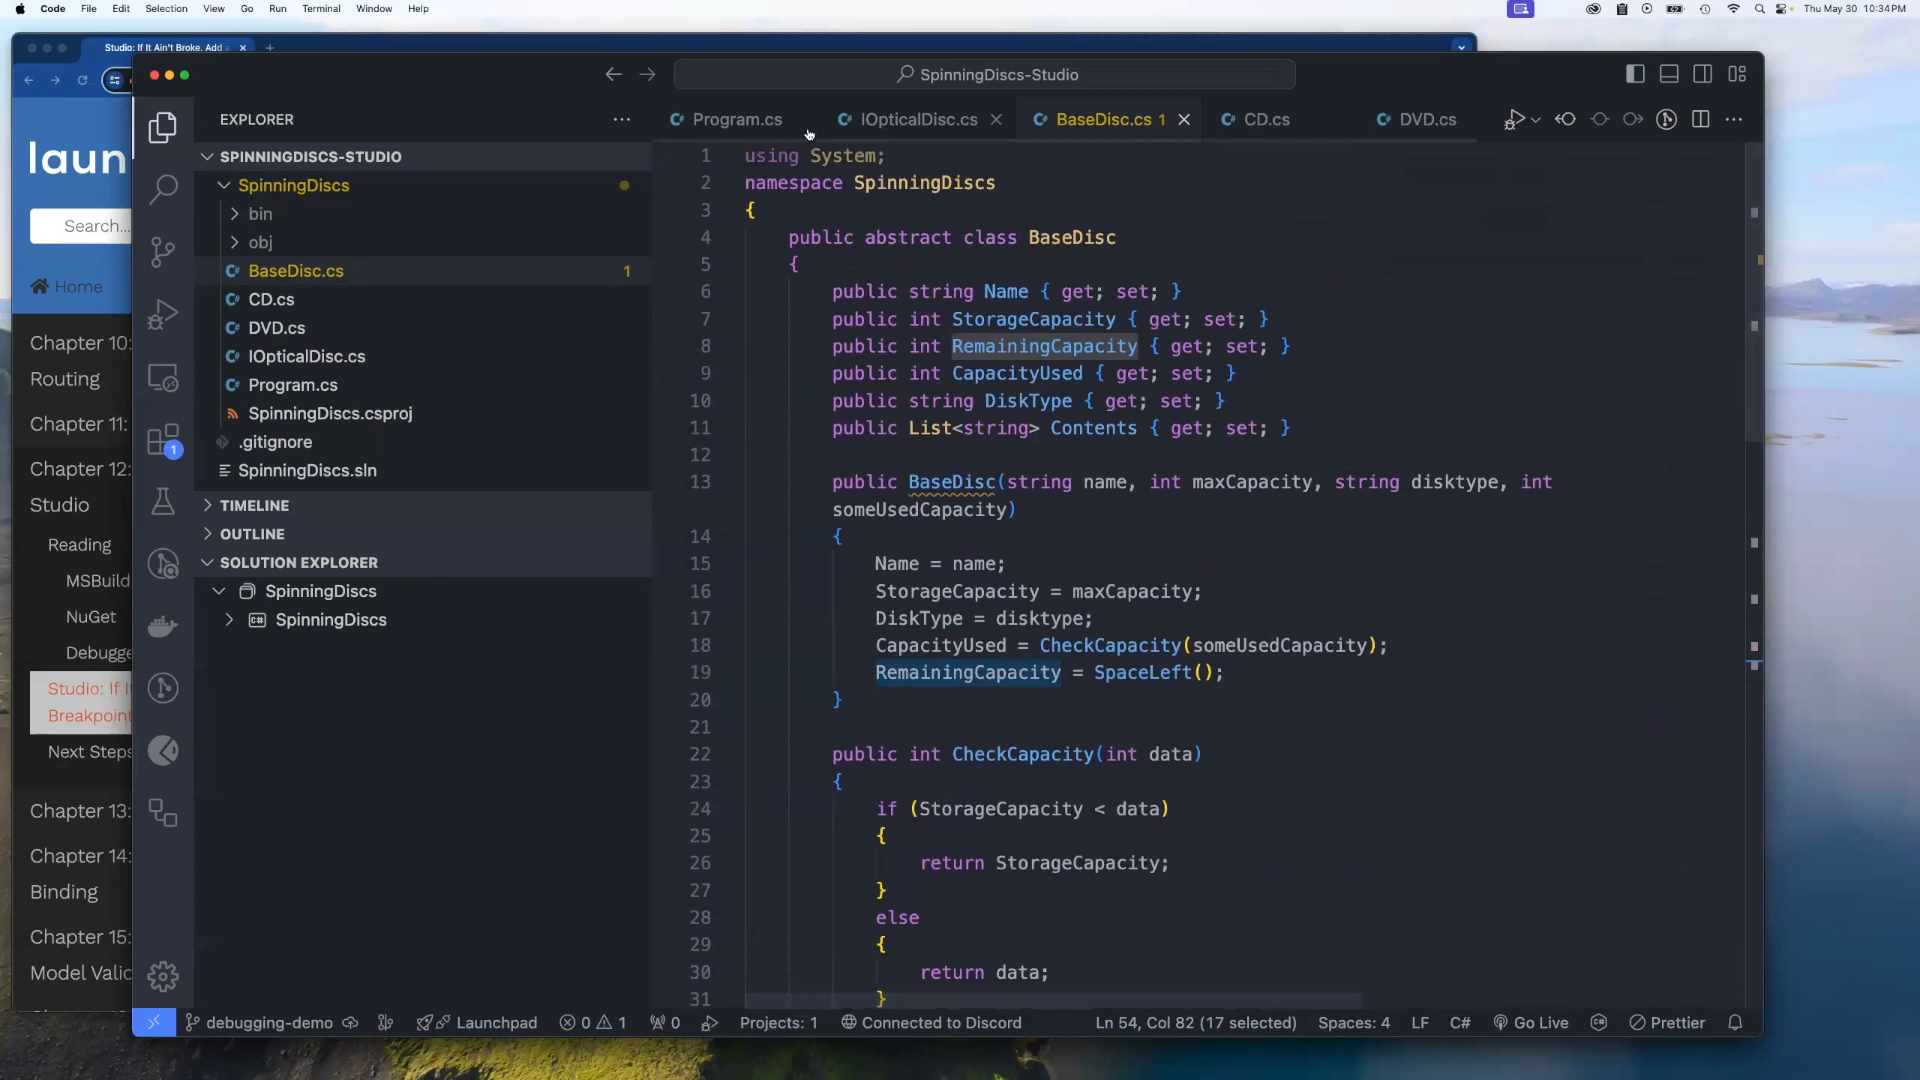 Code File Edit Selection View Go Run Terminal Window Help
Thu May 30 10:34PM
Studio: If It Ain't Broke, Add
SpinningDiscs-Studio
laun
Search...
Home
Chapter 10:
Routing
Chapter 11:
Chapter 12:
Studio
Reading
MSBuild
NuGet
Debugge
Studio: If I
Breakpoint
Next Steps
Chapter 13:
Chapter 14:
Binding
Chapter 15:
Model Valid
EXPLORER
SPINNINGDISCS-STUDIO
SpinningDiscs
bin
obj
BaseDisc.cs 1
CD.cs
DVD.cs
IOpticalDisc.cs
Program.cs
SpinningDiscs.csproj
.gitignore
SpinningDiscs.sln
TIMELINE
OUTLINE
SOLUTION EXPLORER
SpinningDiscs
SpinningDiscs
1
Program.cs IOpticalDisc.cs BaseDisc.cs 1 CD.cs DVD.cs
1 using System;
2 namespace SpinningDiscs
3 {
4 public abstract class BaseDisc
5 {
6 public string Name { get; set; }
7 public int StorageCapacity { get; set; }
8 public int RemainingCapacity { get; set; }
9 public int CapacityUsed { get; set; }
10 public string DiskType { get; set; }
11 public List<string> Contents { get; set; }
12
13 public BaseDisc(string name, int maxCapacity, string disktype, int
someUsedCapacity)
14 {
15 Name = name;
16 StorageCapacity = maxCapacity;
17 DiskType = disktype;
18 CapacityUsed = CheckCapacity(someUsedCapacity);
19 RemainingCapacity = SpaceLeft();
20 }
21
22 public int CheckCapacity(int data)
23 {
24 if (StorageCapacity < data)
25 {
26 return StorageCapacity;
27 }
28 else
29 {
30 return data;
31 }
debugging-demo Launchpad 0 1 0 Projects: 1 Connected to Discord Ln 54, Col 82 (17 selected) Spaces: 4 LF C# Go Live Prettier